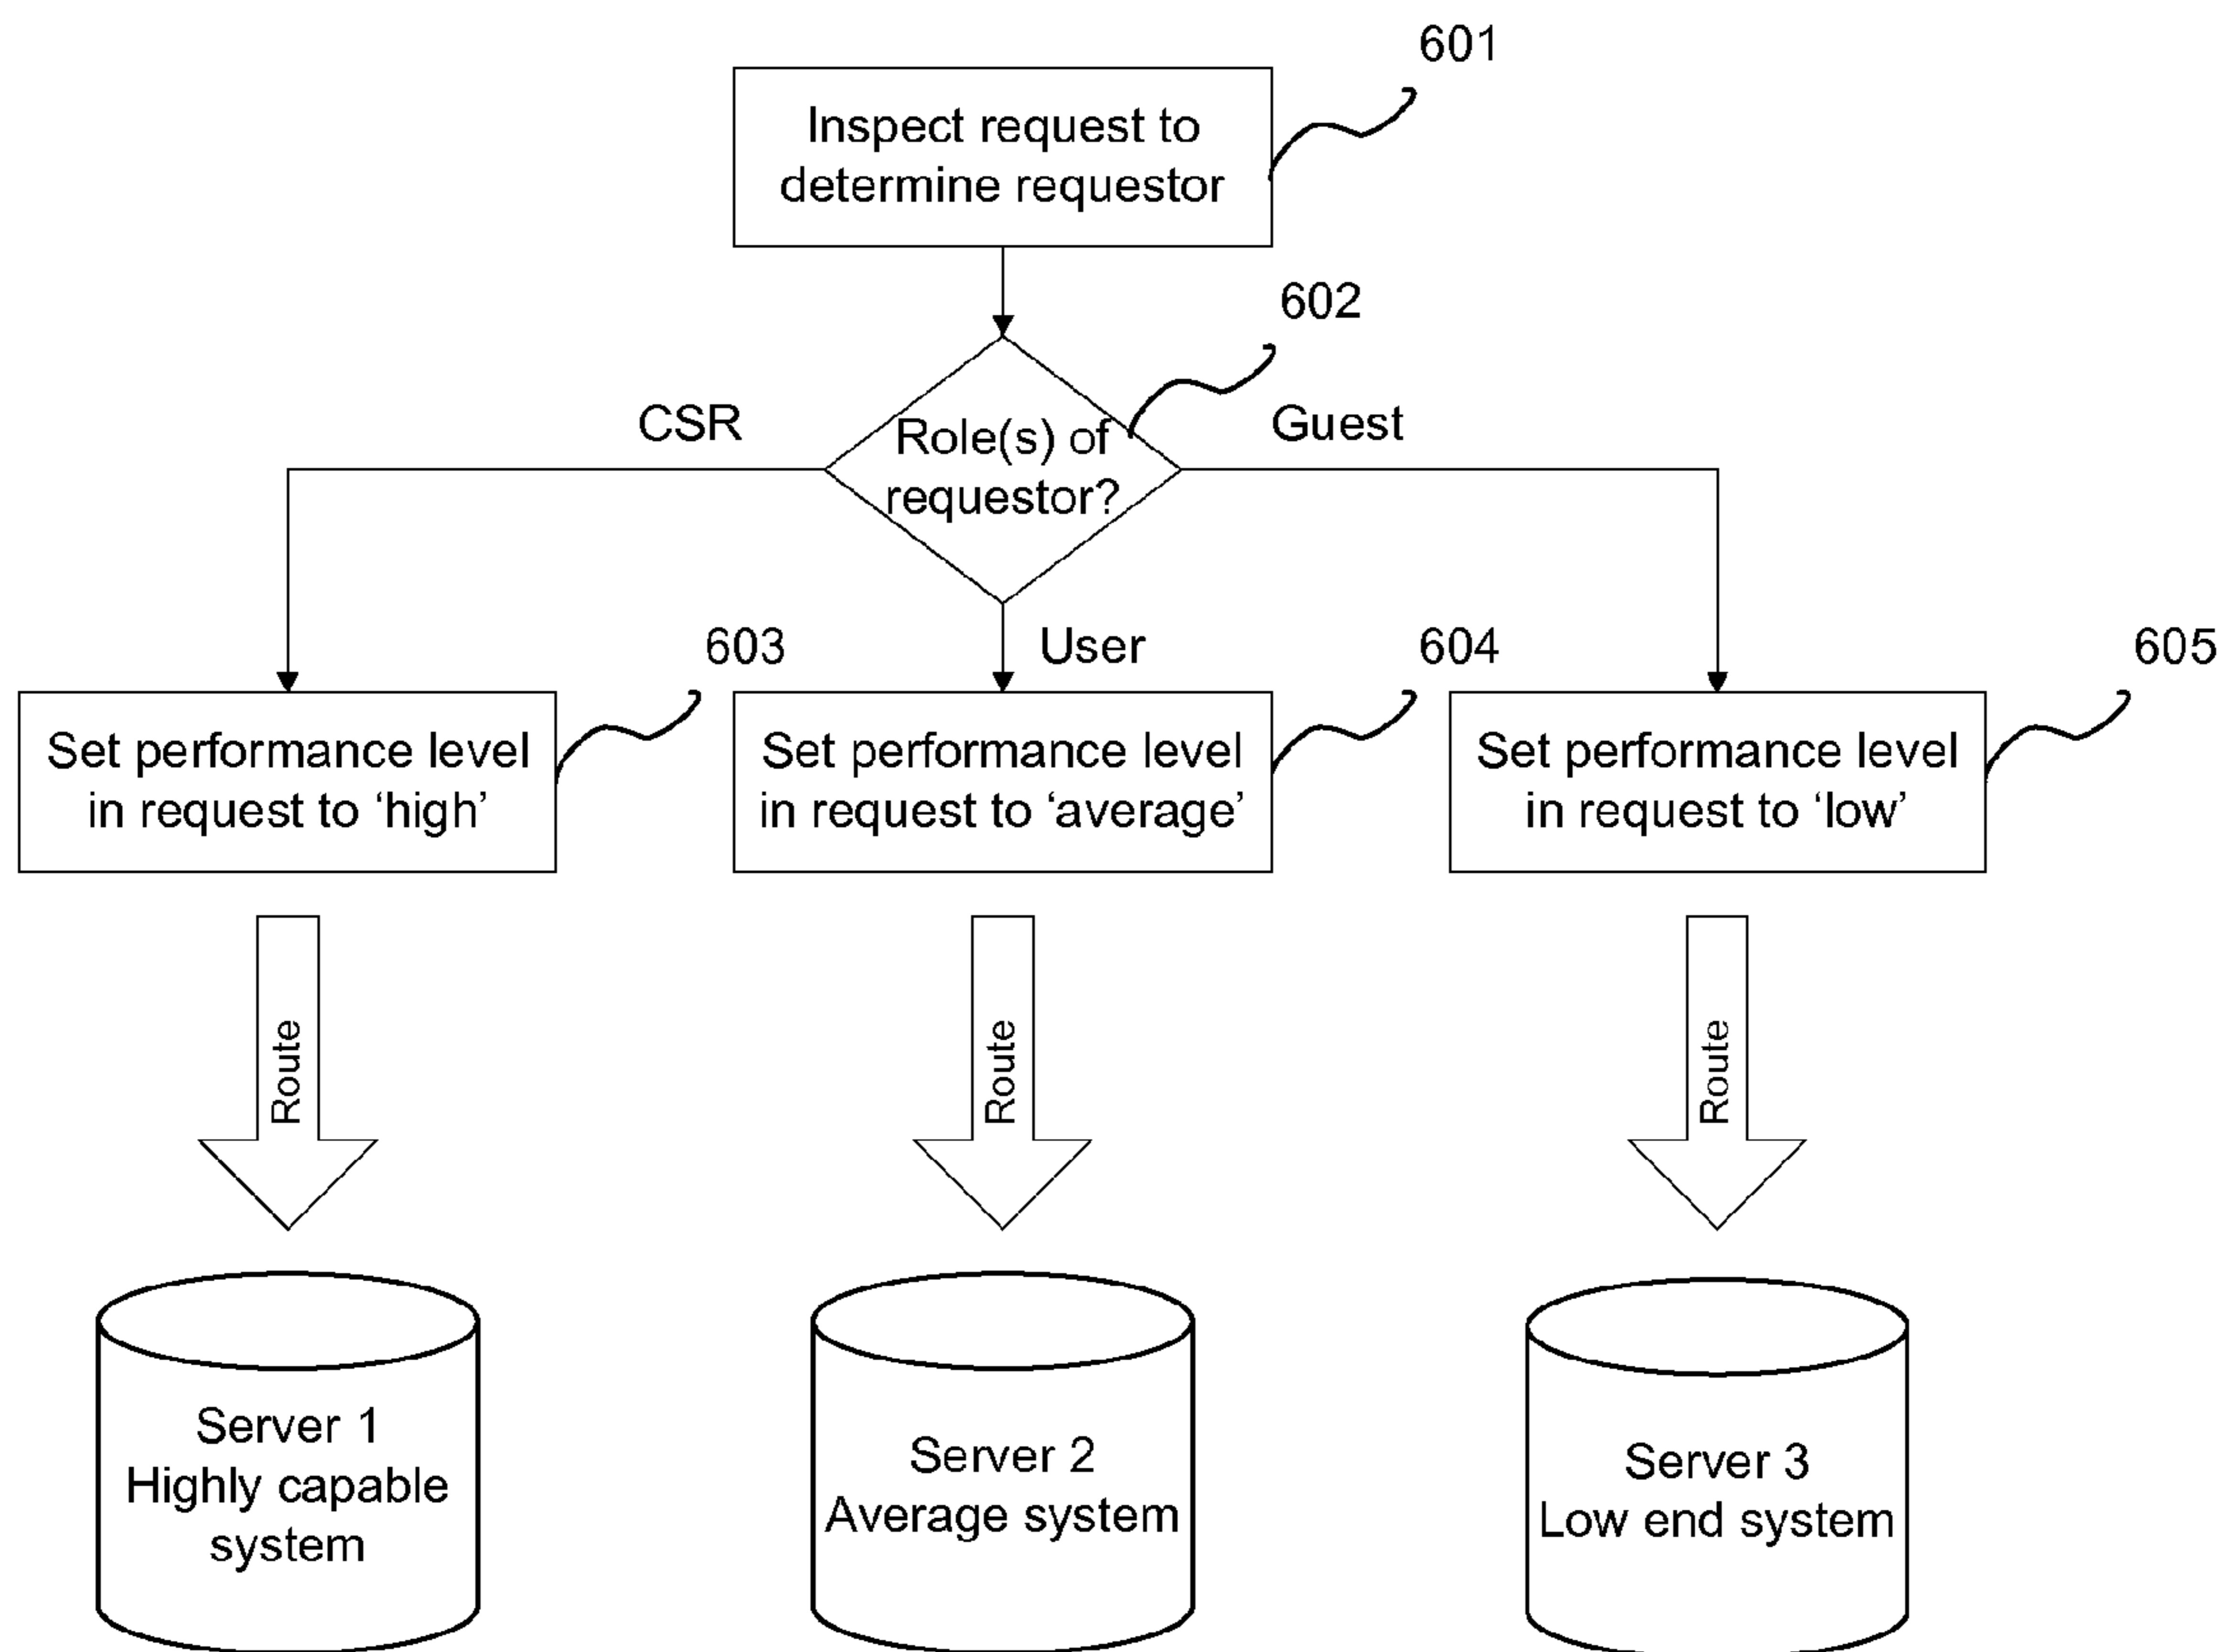 601
Inspect request to
determine requestor
602
CSR
Role(s) of
requestor?
Guest
User
603
604
605
Set performance level
in request to ‘high’
Set performance level
in request to ‘average’
Set performance level
in request to ‘low’
Route
Route
Route
Server 1
Highly capable
system
Server 2
Average system
Server 3
Low end system